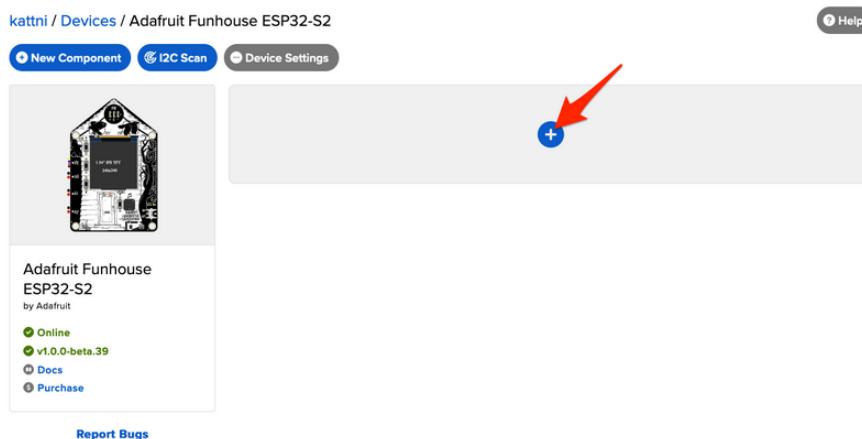 kattni / Devices / Adafruit Funhouse ESP32-S2
Help
New Component
I2C Scan
Device Settings
Adafruit Funhouse
ESP32-S2
by Adafruit
Online
v1.0.0-beta.39
Docs
Purchase
Report Bugs